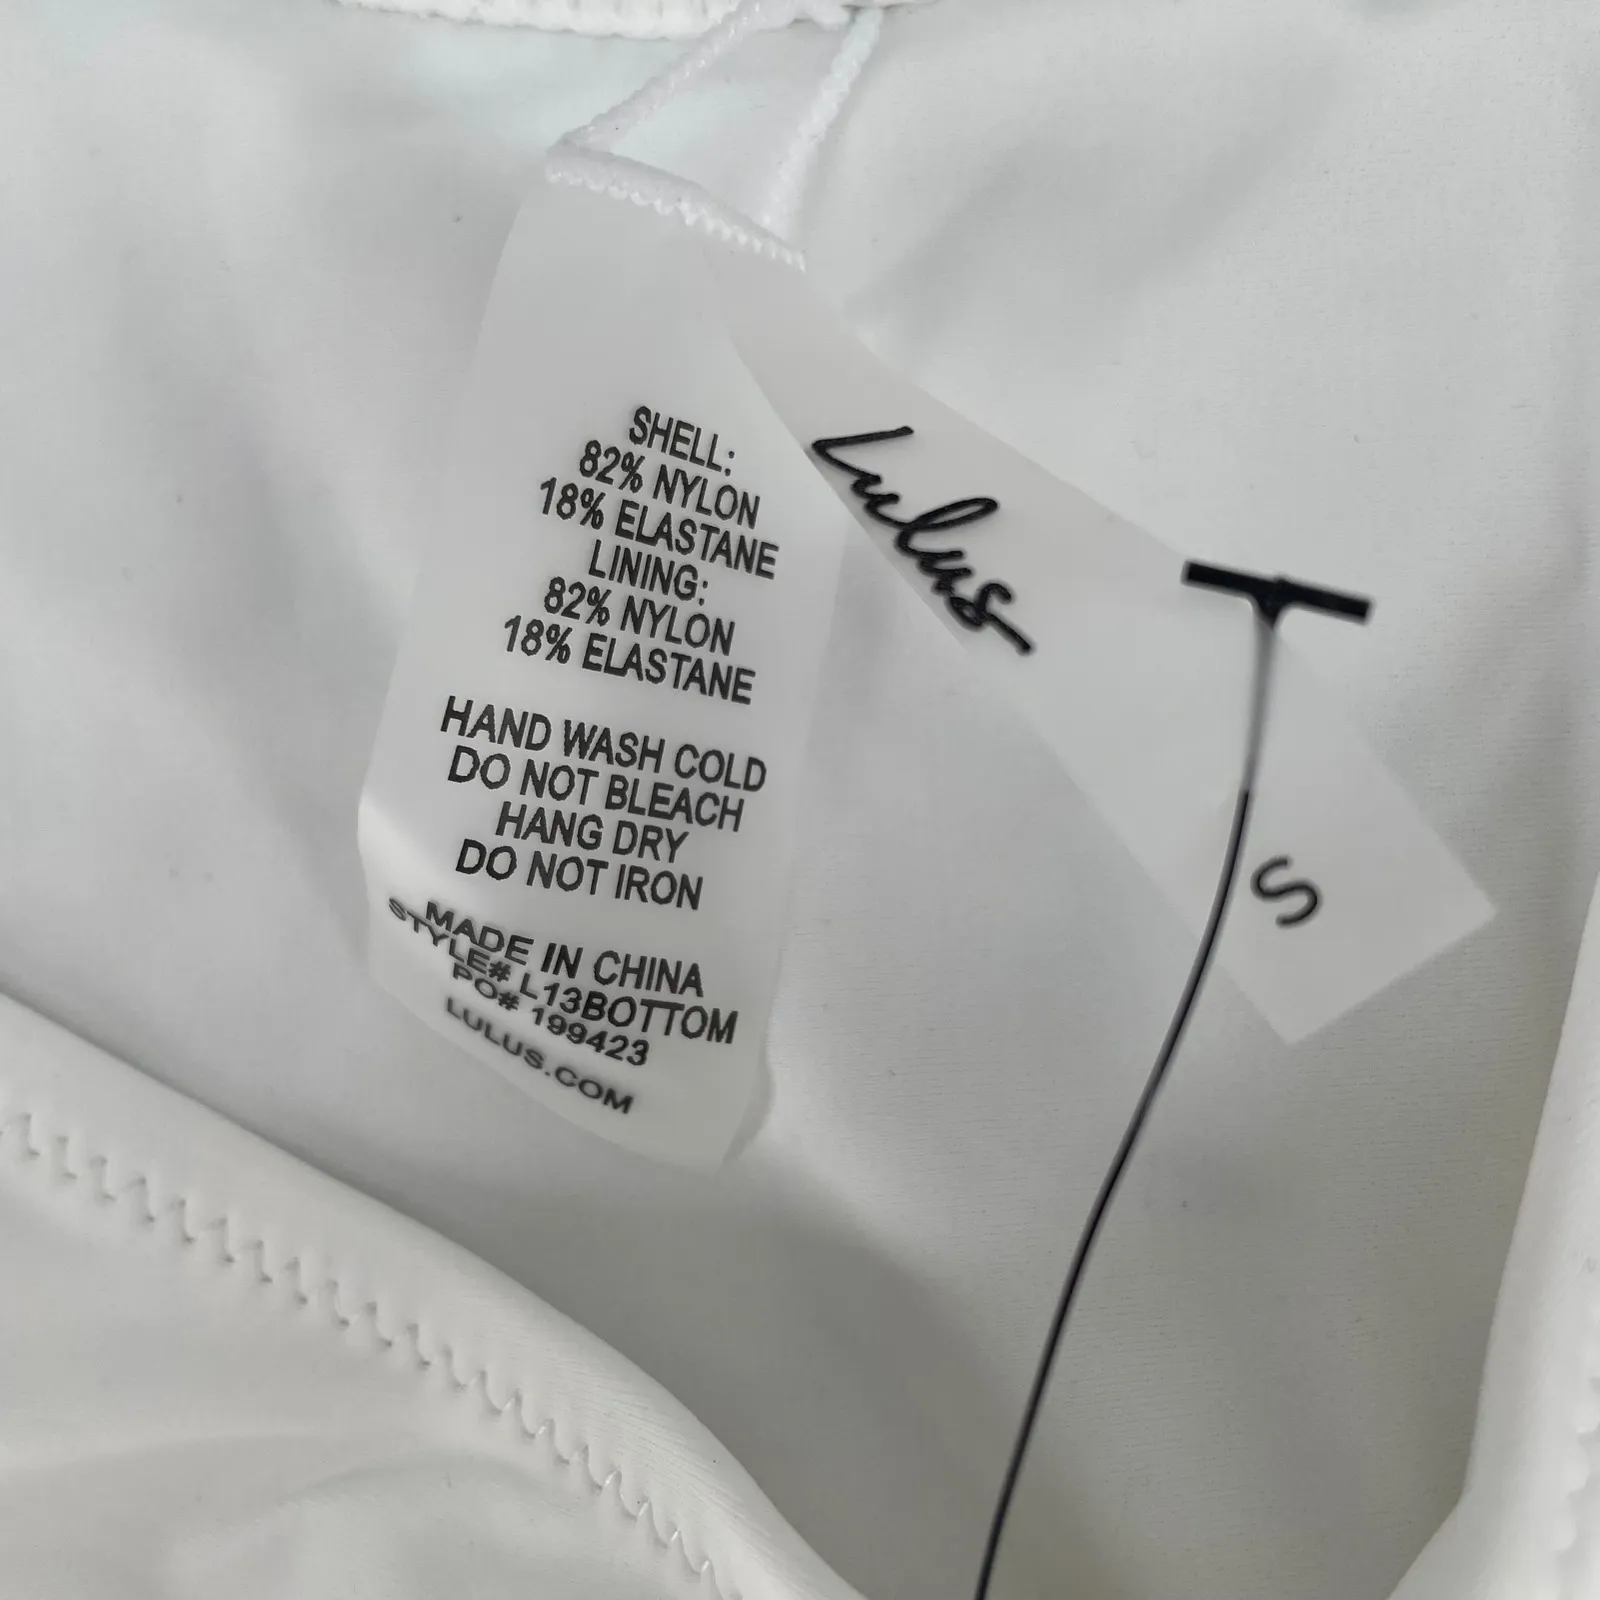 SHELL:
82% NYLON
18% ELASTANE
LINING:
82% NYLON
18% ELASTANE
HAND WASH COLD
DO NOT BLEACH
HANG DRY
DO NOT IRON
MADE IN CHINA
STYLE# L13BOTTOM
PO# 199423
LULUS.COM
Lulus
S